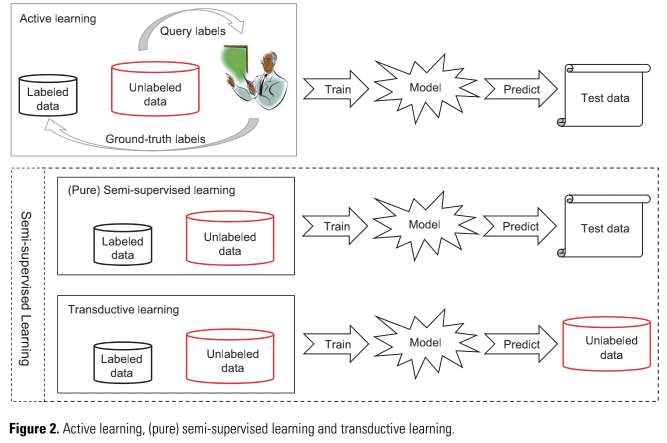 Active learning
Query labels
Labeled
data
Unlabeled
data
Ground-truth labels
Train
Model
Predict
Test data
Semi-supervised Learning
(Pure) Semi-supervised learning
Labeled
data
Unlabeled
data
Train
Model
Predict
Test data
Transductive learning
Labeled
data
Unlabeled
data
Train
Model
Predict
Unlabeled
data
Figure 2. Active learning, (pure) semi-supervised learning and transductive learning.